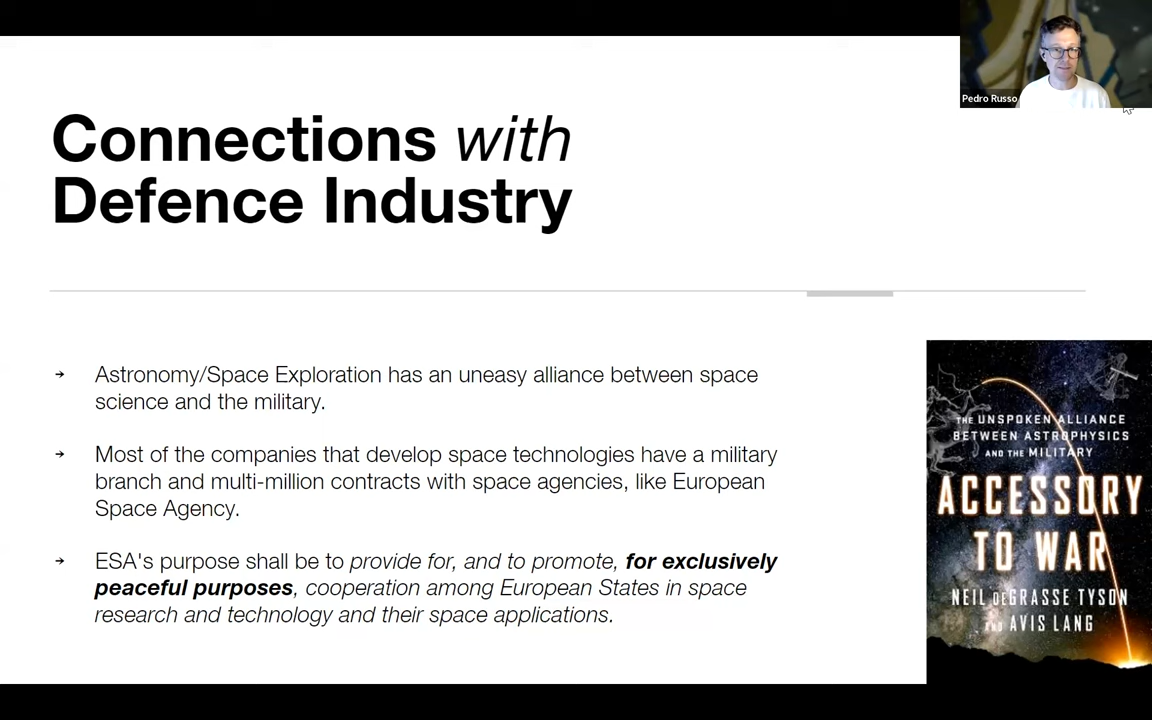 Pedro Russo
Connections with
Defence Industry
→ Astronomy/Space Exploration has an uneasy alliance between space
science and the military.
→ Most of the companies that develop space technologies have a military
branch and multi-million contracts with space agencies, like European
Space Agency.
→ ESA's purpose shall be to provide for, and to promote, for exclusively
peaceful purposes, cooperation among European States in space
research and technology and their space applications.
THE UNSPOKEN ALLIANCE
BETWEEN ASTROPHYSICS
AND THE MILITARY
ACCESSORY
TO WAR
NEIL DEGRASSE TYSON
AND AVIS LANG